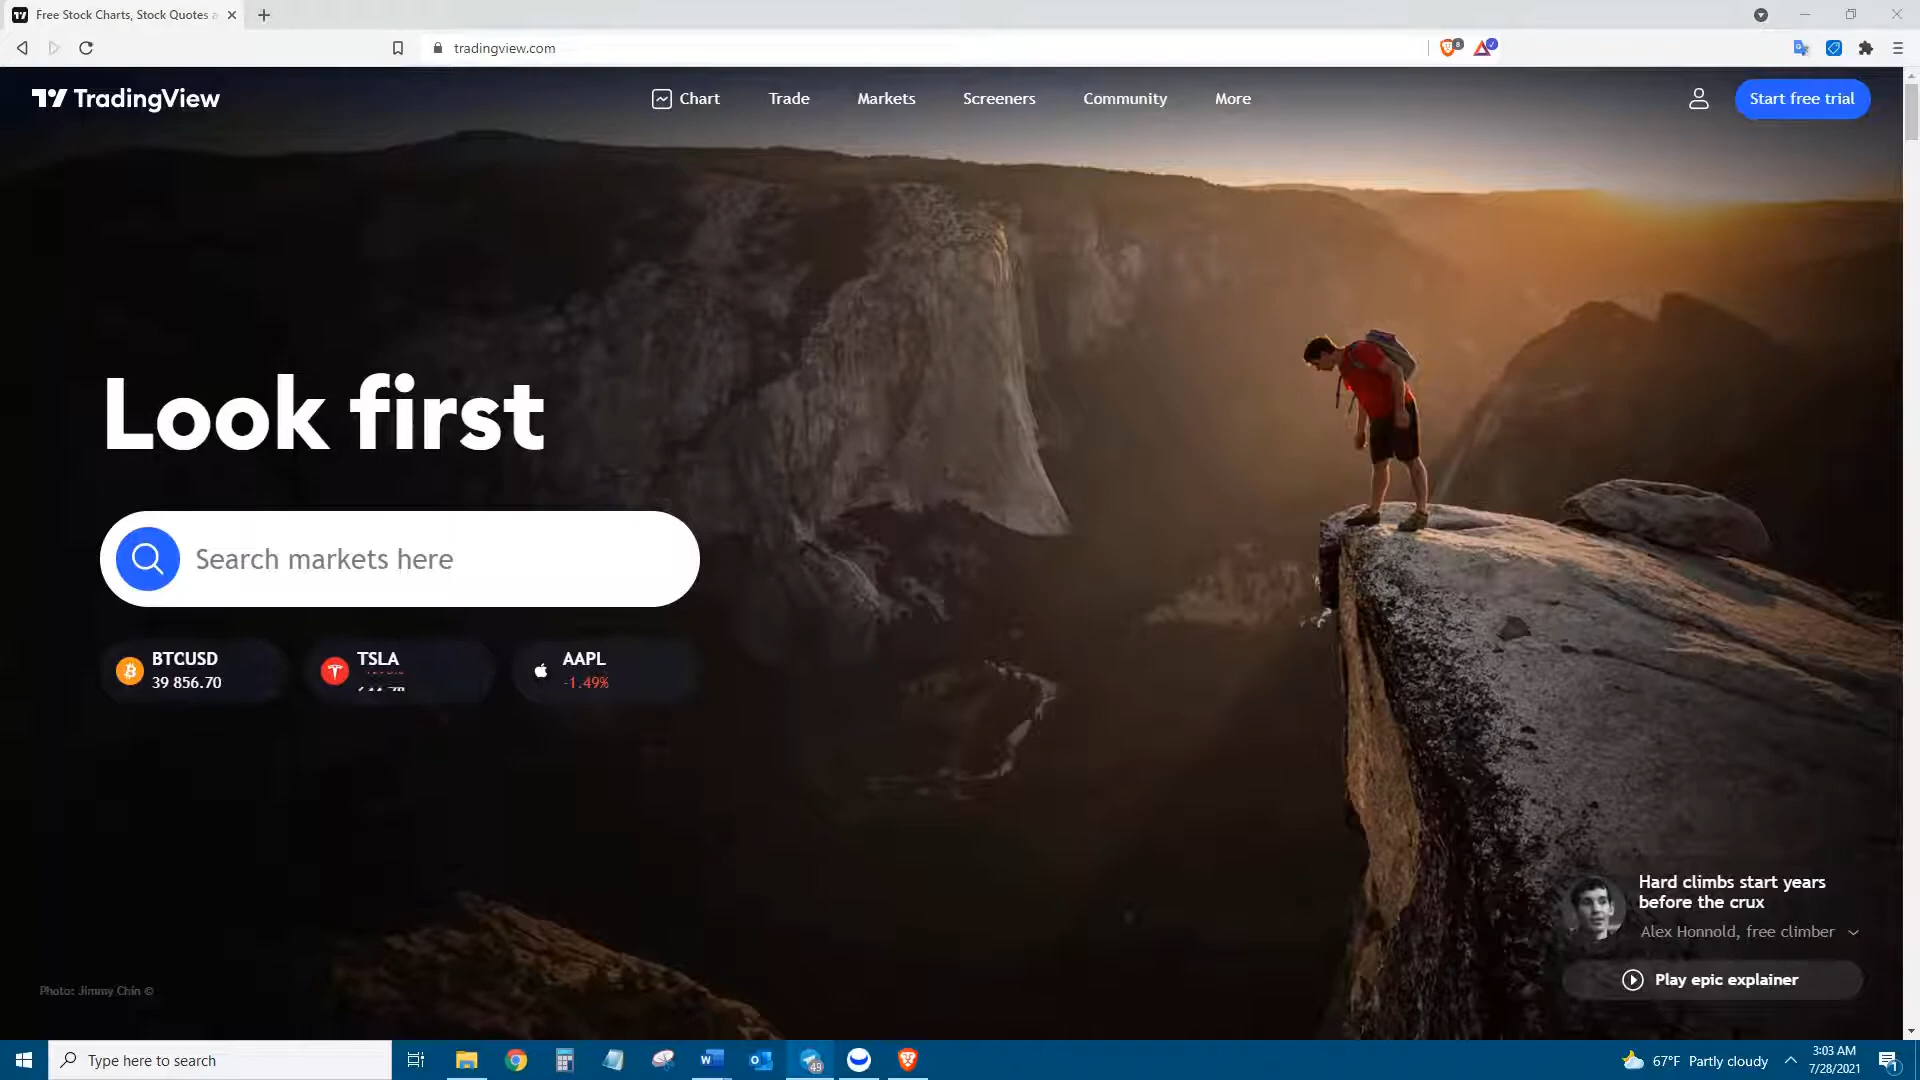 Free Stock Charts, Stock Quotes a
tradingview.com
8
TradingView
Chart
Trade
Markets
Screeners
Community
More
Start free trial
Look first
Search markets here
BTCUSD
39 856.70
TSLA
AAPL
-1.49%
Hard climbs start years
before the crux
Alex Honnold, free climber
Play epic explainer
Photo: Jimmy Chin ©
Type here to search
49
67°F Partly cloudy
3:03 AM
7/28/2021
1